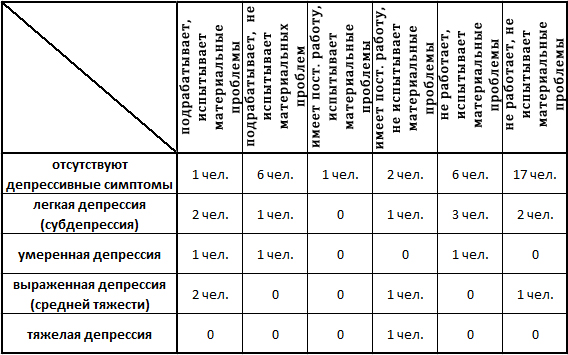 подрабатывает,
испытывает
материальные
проблемы
подрабатывает, не
испытывает
материальных
проблем
имеет пост. работу,
испытывает
материальные
проблемы
имеет пост. работу,
не испытывает
материальные
проблемы
не работает,
испытывает
материальные
проблемы
не работает, не
испытывает
материальные
проблемы
отсутствуют
депрессивные симптомы
1 чел. 6 чел. 1 чел. 2 чел. 6 чел. 17 чел.
легкая депрессия
(субдепрессия)
2 чел. 1 чел. 0 1 чел. 3 чел. 2 чел.
умеренная депрессия 1 чел. 1 чел. 0 0 1 чел. 0
выраженная депрессия
(средней тяжести)
2 чел. 0 0 1 чел. 0 1 чел.
тяжелая депрессия 0 0 0 1 чел. 0 0